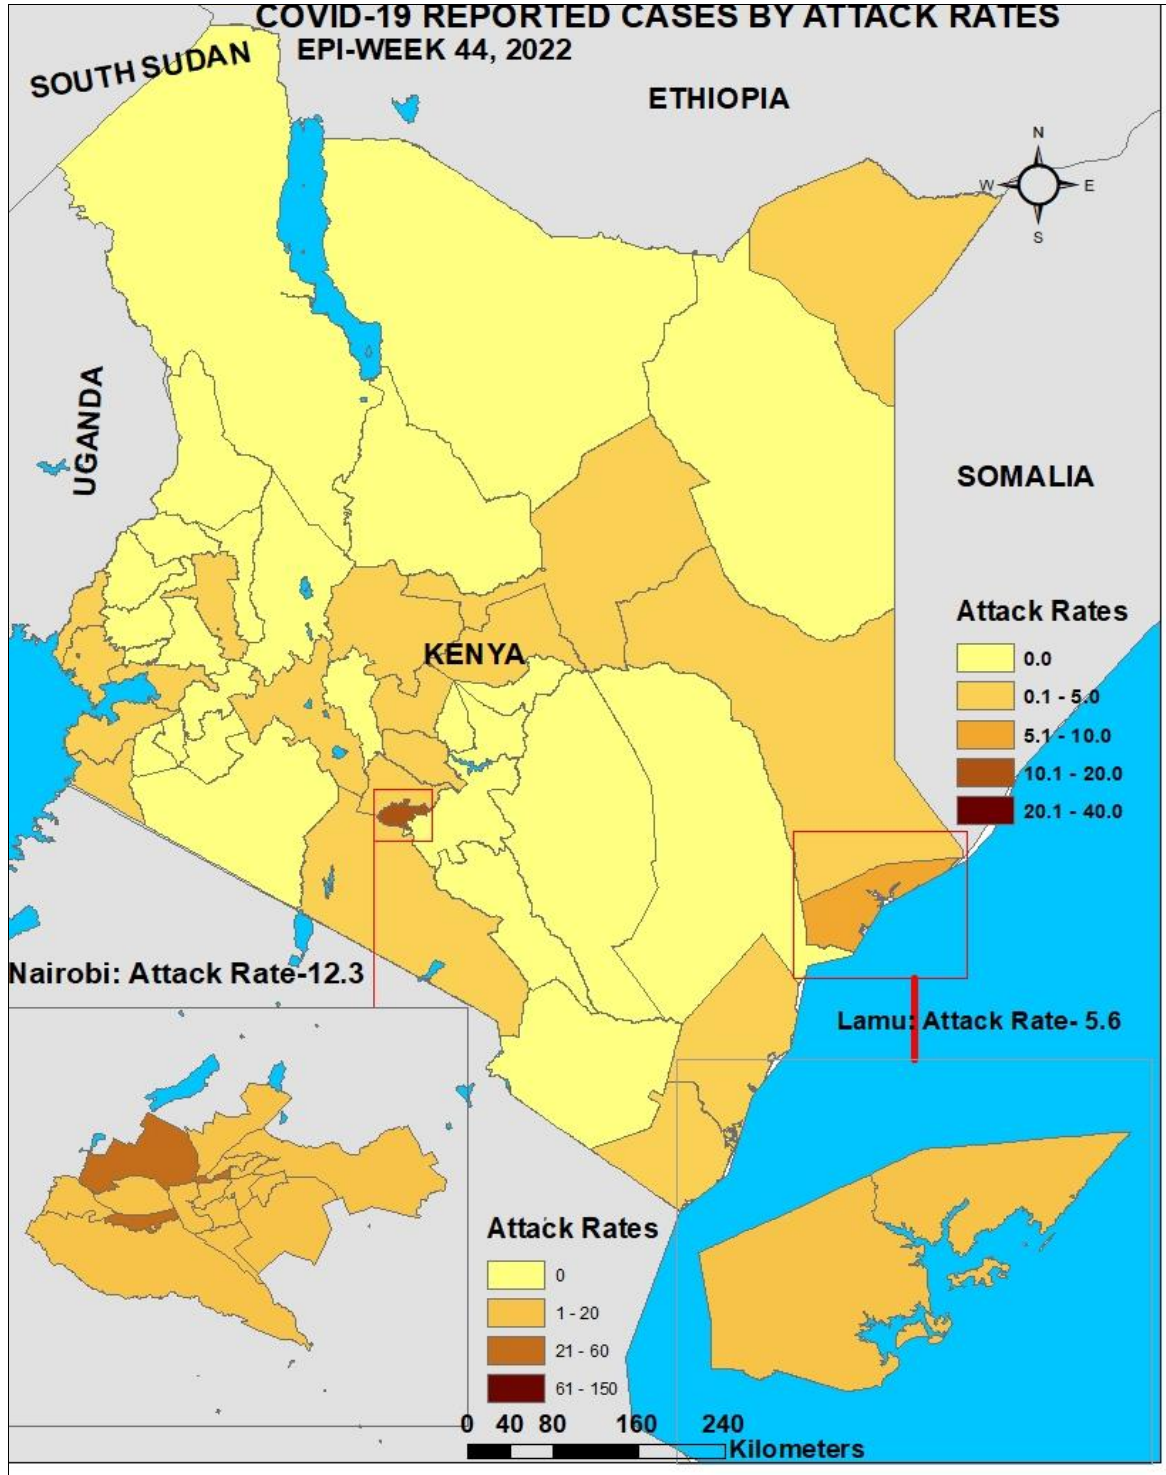 COVID-19 REPORTED CASES BY ATTACK RATES
EPI-WEEK 44, 2022
SOUTH SUDAN
ETHIOPIA
N
W
E
S
UGANDA
SOMALIA
KENYA
Attack Rates
0.0
0.1 - 5.0
5.1 - 10.0
10.1 - 20.0
20.1 - 40.0
Nairobi: Attack Rate-12.3
Lamu: Attack Rate- 5.6
Attack Rates
0
1 - 20
21 - 60
61 - 150
0 40 80 160 240
Kilometers